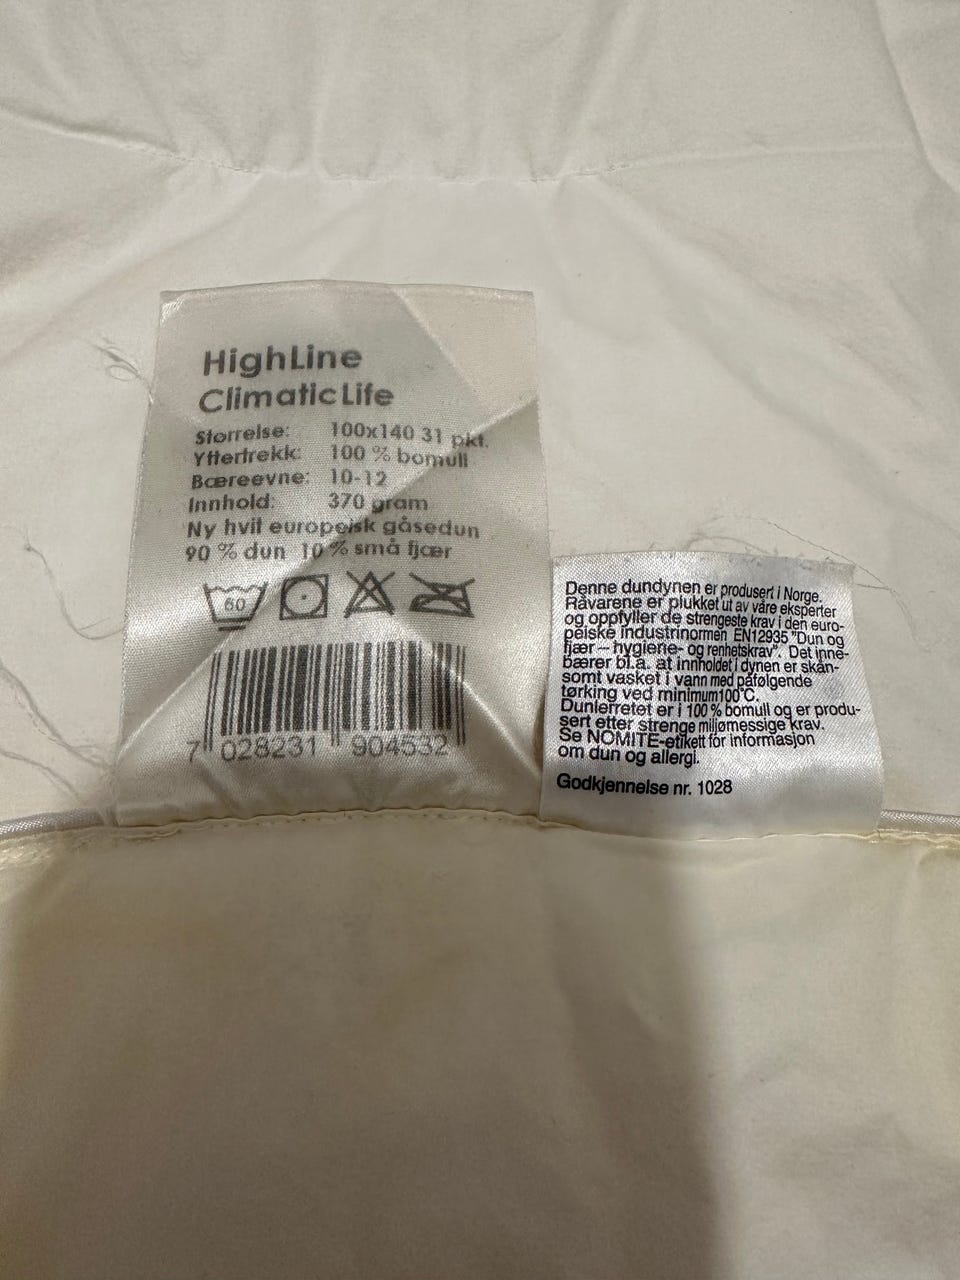 HighLine
ClimaticLife
Størrelse: 100x140 31 pkt.
Yttertrekk: 100 % bomull
Bæreevne: 10-12
Innhold: 370 gram
Ny hvit europeisk gåsedun
90 % dun 10 % små fjær
60
7 028231 904532
Denne dundynen er produsert i Norge.
Råvarene er plukket ut av våre eksperter
og oppfyller de strengeste krav i den euro-
peiske industrinormen EN12935 "Dun og
fjær – hygiene- og renhetskrav". Det inne-
bærer bl.a. at innholdet i dynen er skån-
somt vasket i vann med påfølgende
tørking ved minimum100°C.
Dunlerretet er i 100 % bomull og er produ-
sert etter strenge miljømessige krav.
Se NOMITE-etikett for informasjon
om dun og allergi.
Godkjennelse nr. 1028